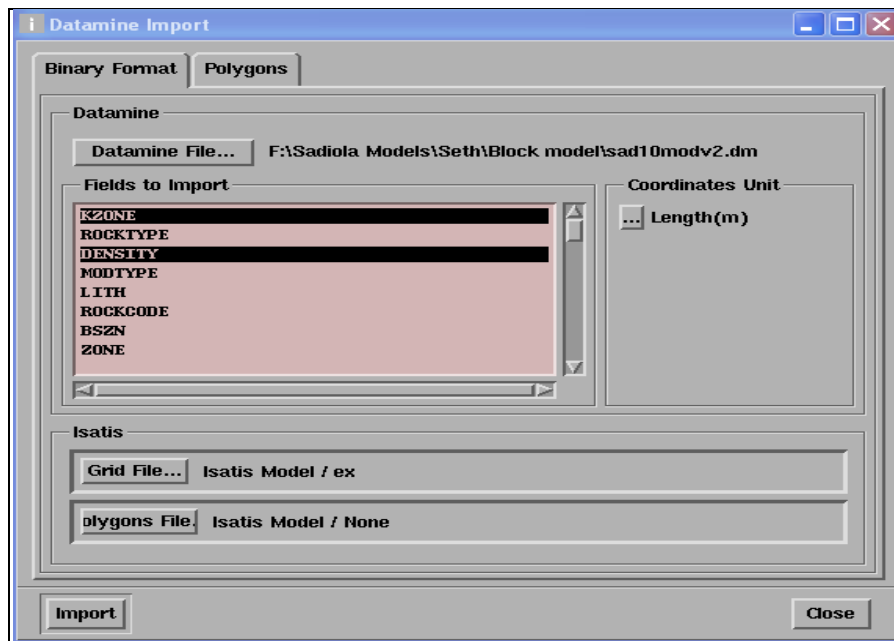 Datamine Import
Binary Format Polygons
Datamine
Datamine File... F:\Sadiola Models\Seth\Block model\sad10modv2.dm
Fields to Import
KZONE
ROCKTYPE
DENSITY
MODTYPE
LITH
ROCKCODE
BSZN
ZONE
Coordinates Unit
... Length(m)
Isatis
Grid File... Isatis Model / ex
olygons File. Isatis Model / None
Import Close